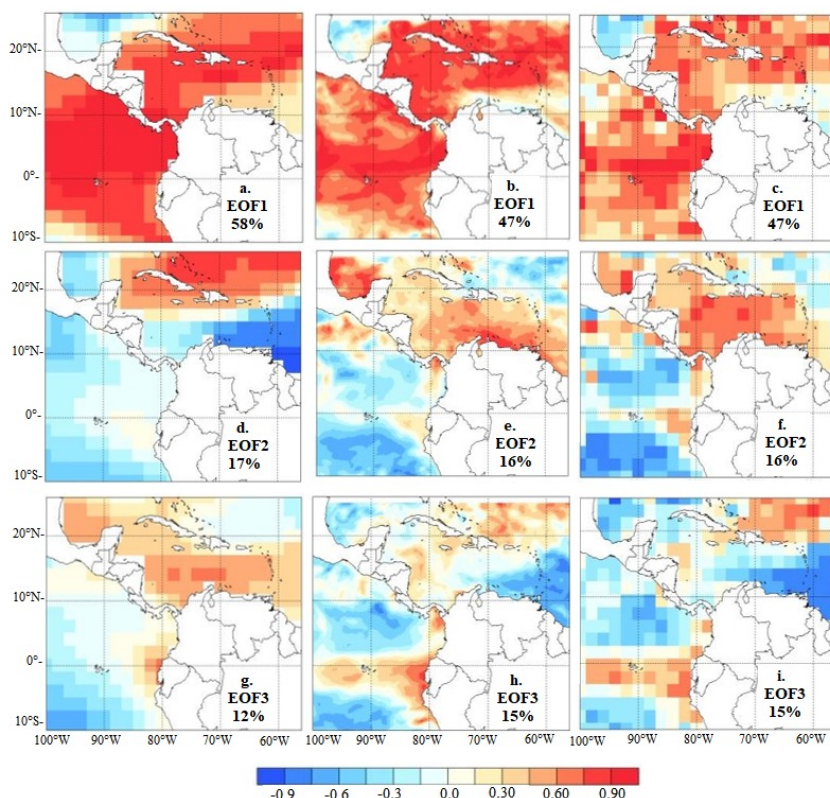 20°N-
10°N-
0°-
10°S-
a.
EOF1
58%
b.
EOF1
47%
c.
EOF1
47%
20°N-
10°N-
0°-
10°S-
d.
EOF2
17%
e.
EOF2
16%
f.
EOF2
16%
20°N-
10°N-
0°-
10°S-
g.
EOF3
12%
h.
EOF3
15%
i.
EOF3
15%
100°W 90°W 80°W 70°W 60°W 100°W 90°W 80°W 70°W 60°W 100°W 90°W 80°W 70°W 60°W
-0.9 -0.6 -0.3 0.0 0.30 0.60 0.90